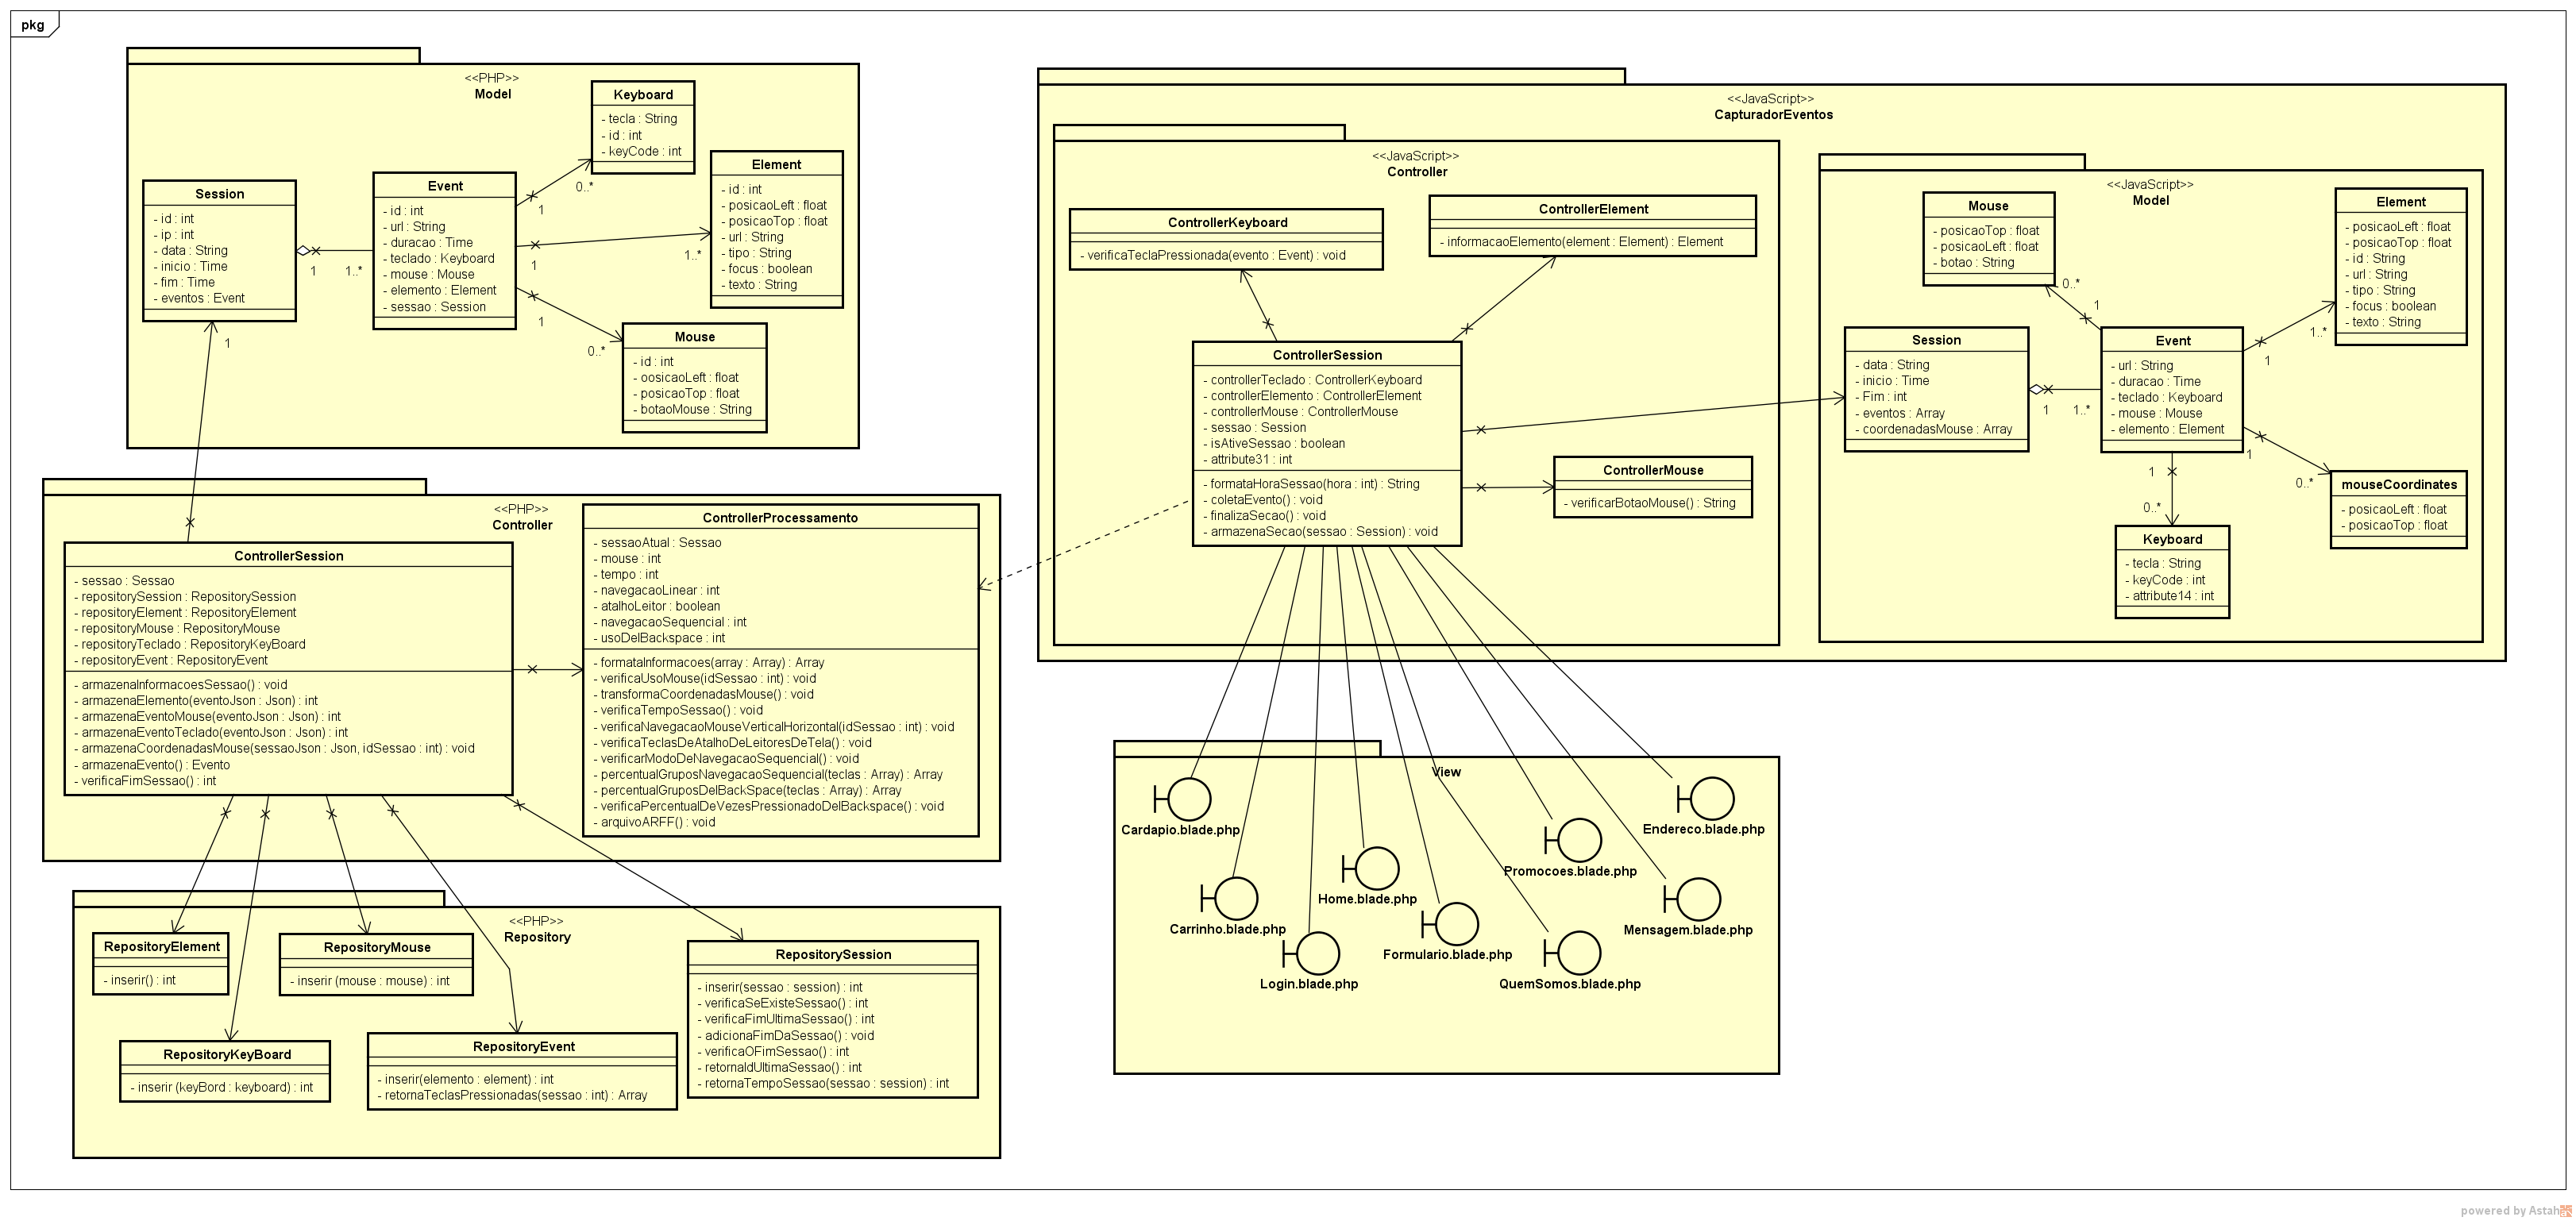 pkg
<<PHP>>
Model
Session
- id : int
- ip : int
- data : String
- inicio : Time
- fim : Time
- eventos : Event
1
1..*
1
Event
- id : int
- url : String
- duracao : Time
- teclado : Keyboard
- mouse : Mouse
- elemento : Element
- sessao : Session
1
0..*
1
1..*
1
0..*
Keyboard
- tecla : String
- id : int
- keyCode : int
Element
- id : int
- posicaoLeft : float
- posicaoTop : float
- url : String
- tipo : String
- focus : boolean
- texto : String
Mouse
- id : int
- oosicaoLeft : float
- posicaoTop : float
- botaoMouse : String
<<PHP>>
Controller
ControllerSession
- sessao : Sessao
- repositorySession : RepositorySession
- repositoryElement : RepositoryElement
- repositoryMouse : RepositoryMouse
- repositoryTeclado : RepositoryKeyBoard
- repositoryEvent : RepositoryEvent
- armazenaInformacoesSessao() : void
- armazenaElemento(eventoJson : Json) : int
- armazenaEventoMouse(eventoJson : Json) : int
- armazenaEventoTeclado(eventoJson : Json) : int
- armazenaCoordenadasMouse(sessaoJson : Json, idSessao : int) : void
- armazenaEvento() : Evento
- verificaFimSessao() : int
ControllerProcessamento
- sessaoAtual : Sessao
- mouse : int
- tempo : int
- navegacaoLinear : int
- atalhoLeitor : boolean
- navegacaoSequencial : int
- usoDelBackspace : int
- formataInformacoes(array : Array) : Array
- verificaUsoMouse(idSessao : int) : void
- transformaCoordenadasMouse() : void
- verificaTempoSessao() : void
- verificaNavegacaoMouseVerticalHorizontal(idSessao : int) : void
- verificaTeclasDeAtalhoDeLeitoresDeTela() : void
- verificarModoDeNavegacaoSequencial() : void
- percentualGruposNavegacaoSequencial(teclas : Array) : Array
- percentualGruposDelBackSpace(teclas : Array) : Array
- verificaPercentualDeVezesPressionadoDelBackspace() : void
- arquivoARFF() : void
<<PHP>>
Repository
RepositoryElement
- inserir() : int
RepositoryMouse
- inserir (mouse : mouse) : int
RepositoryKeyBoard
- inserir (keyBord : keyboard) : int
RepositoryEvent
- inserir(elemento : element) : int
- retornaTeclasPressionadas(sessao : int) : Array
RepositorySession
- inserir(sessao : session) : int
- verificaSeExisteSessao() : int
- verificaFimUltimaSessao() : int
- adicionaFimDaSessao() : void
- verificaOFimSessao() : int
- retornaIdUltimaSessao() : int
- retornaTempoSessao(sessao : session) : int
<<JavaScript>>
CapturadorEventos
<<JavaScript>>
Controller
ControllerKeyboard
- verificaTeclaPressionada(evento : Event) : void
ControllerElement
- informacaoElemento(element : Element) : Element
ControllerSession
- controllerTeclado : ControllerKeyboard
- controllerElemento : ControllerElement
- controllerMouse : ControllerMouse
- sessao : Session
- isAtiveSessao : boolean
- attribute31 : int
- formataHoraSessao(hora : int) : String
- coletaEvento() : void
- finalizaSecao() : void
- armazenaSecao(sessao : Session) : void
ControllerMouse
- verificarBotaoMouse() : String
<<JavaScript>>
Model
Mouse
- posicaoTop : float
- posicaoLeft : float
- botao : String
0..*
1
Element
- posicaoLeft : float
- posicaoTop : float
- id : String
- url : String
- tipo : String
- focus : boolean
- texto : String
1..*
1
Session
- data : String
- inicio : Time
- Fim : int
- eventos : Array
- coordenadasMouse : Array
1
1..*
Event
- url : String
- duracao : Time
- teclado : Keyboard
- mouse : Mouse
- elemento : Element
1
0..*
1
0..*
mouseCoordinates
- posicaoLeft : float
- posicaoTop : float
Keyboard
- tecla : String
- keyCode : int
- attribute14 : int
View
Cardapio.blade.php
Endereco.blade.php
Promocoes.blade.php
Home.blade.php
Carrinho.blade.php
Mensagem.blade.php
Formulario.blade.php
Login.blade.php
QuemSomos.blade.php
powered by Astah